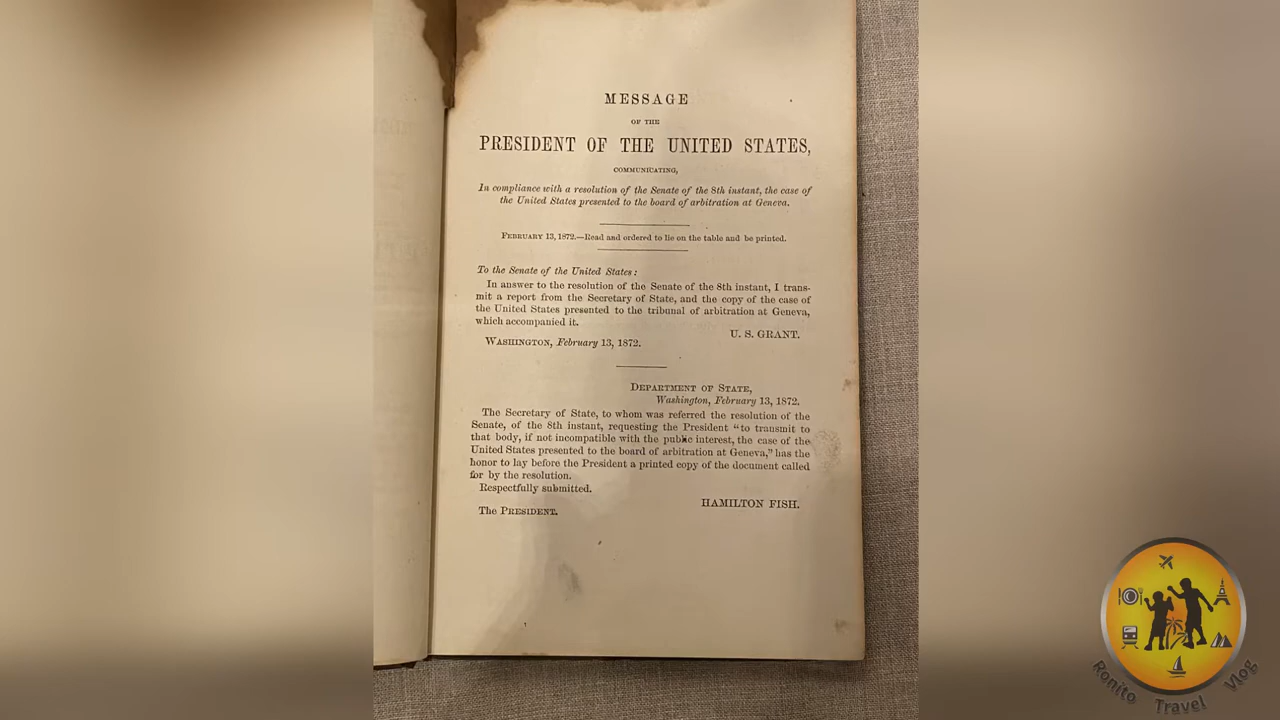 MESSAGE
OF THE
PRESIDENT OF THE UNITED STATES,
COMMUNICATING,
In compliance with a resolution of the Senate of the 8th instant, the case of
the United States presented to the board of arbitration at Geneva.
FEBRUARY 13, 1872.—Read and ordered to lie on the table and be printed.
To the Senate of the United States:
In answer to the resolution of the Senate of the 8th instant, I trans-
mit a report from the Secretary of State, and the copy of the case of
the United States presented to the tribunal of arbitration at Geneva,
which accompanied it.
U. S. GRANT.
WASHINGTON, February 13, 1872.
DEPARTMENT OF STATE,
Washington, February 13, 1872.
The Secretary of State, to whom was referred the resolution of the
Senate, of the 8th instant, requesting the President "to transmit to
that body, if not incompatible with the public interest, the case of the
United States presented to the board of arbitration at Geneva," has the
honor to lay before the President a printed copy of the document called
for by the resolution.
Respectfully submitted.
HAMILTON FISH.
The PRESIDENT.
Ronito Travel Vlog